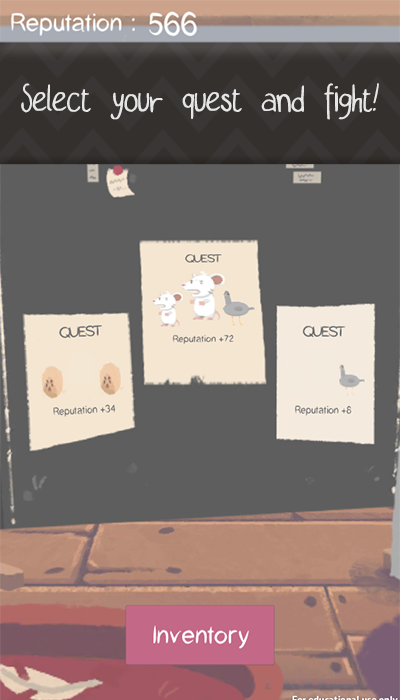 Reputation : 566
Select your quest and fight!
QUEST
Reputation +72
QUEST
Reputation +34
QUEST
Reputation +8
Inventory
For educational use only